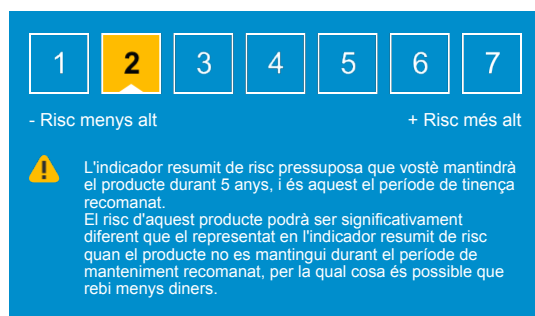 1 2 3 4 5 6 7
- Risc menys alt + Risc més alt
L'indicador resumit de risc pressuposa que vostè mantindrà
el producte durant 5 anys, i és aquest el període de tinença
recomanat.
El risc d'aquest producte podrà ser significativament
diferent que el representat en l'indicador resumit de risc
quan el producte no es mantingui durant el període de
manteniment recomanat, per la qual cosa és possible que
rebi menys diners.